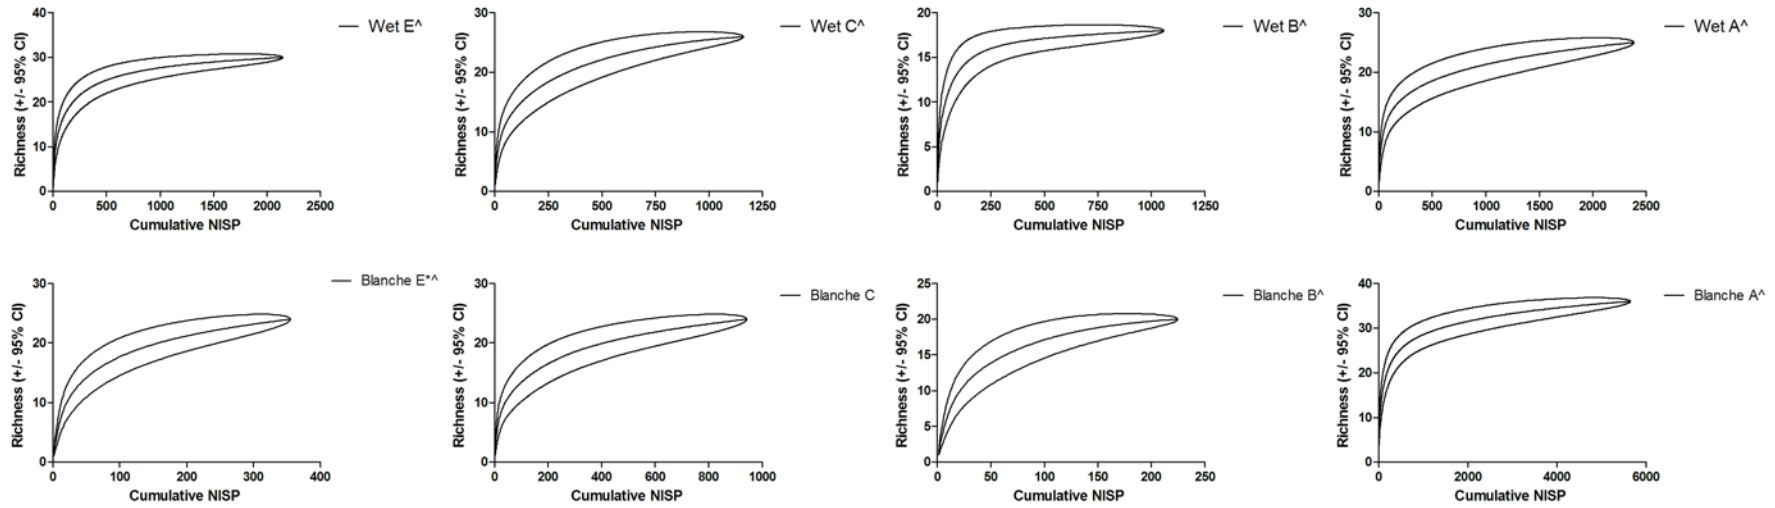 Wet E^
Richness (+/- 95% CI)
40
30
20
10
0
0 500 1000 1500 2000 2500
Cumulative NISP
Wet C^
Richness (+/- 95% CI)
30
20
10
0
0 250 500 750 1000 1250
Cumulative NISP
Wet B^
Richness (+/- 95% CI)
20
15
10
5
0
0 250 500 750 1000 1250
Cumulative NISP
Wet A^
Richness (+/- 95% CI)
30
20
10
0
0 500 1000 1500 2000 2500
Cumulative NISP
Blanche E*^
Richness (+/- 95% CI)
30
20
10
0
0 100 200 300 400
Cumulative NISP
Blanche C
Richness (+/- 95% CI)
30
20
10
0
0 200 400 600 800 1000
Cumulative NISP
Blanche B^
Richness (+/- 95% CI)
25
20
15
10
5
0
0 50 100 150 200 250
Cumulative NISP
Blanche A^
Richness (+/- 95% CI)
40
30
20
10
0
0 2000 4000 6000
Cumulative NISP